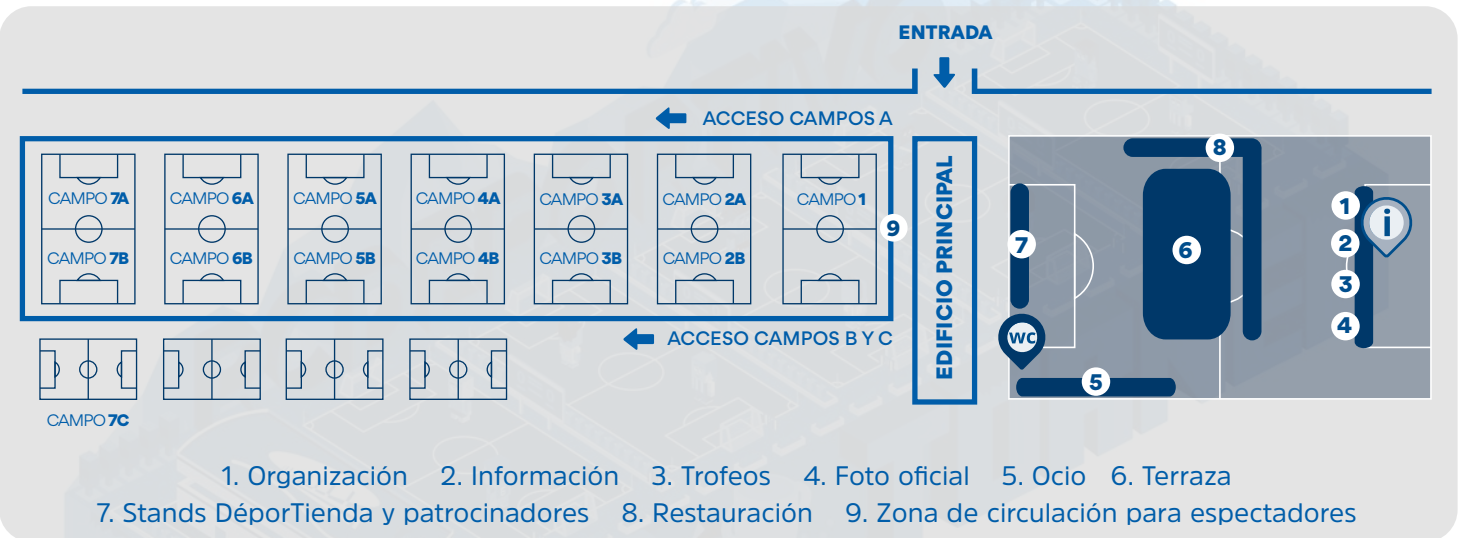 ENTRADA
ACCESO CAMPOS A
CAMPO 7A CAMPO 6A CAMPO 5A CAMPO 4A CAMPO 3A CAMPO 2A CAMPO 1
CAMPO 7B CAMPO 6B CAMPO 5B CAMPO 4B CAMPO 3B CAMPO 2B
9
ACCESO CAMPOS B Y C
CAMPO 7C
EDIFICIO PRINCIPAL
8
7
6
1
i
2
3
4
WC
5
1. Organización 2. Información 3. Trofeos 4. Foto oficial 5. Ocio 6. Terraza
7. Stands DéporTienda y patrocinadores 8. Restauración 9. Zona de circulación para espectadores